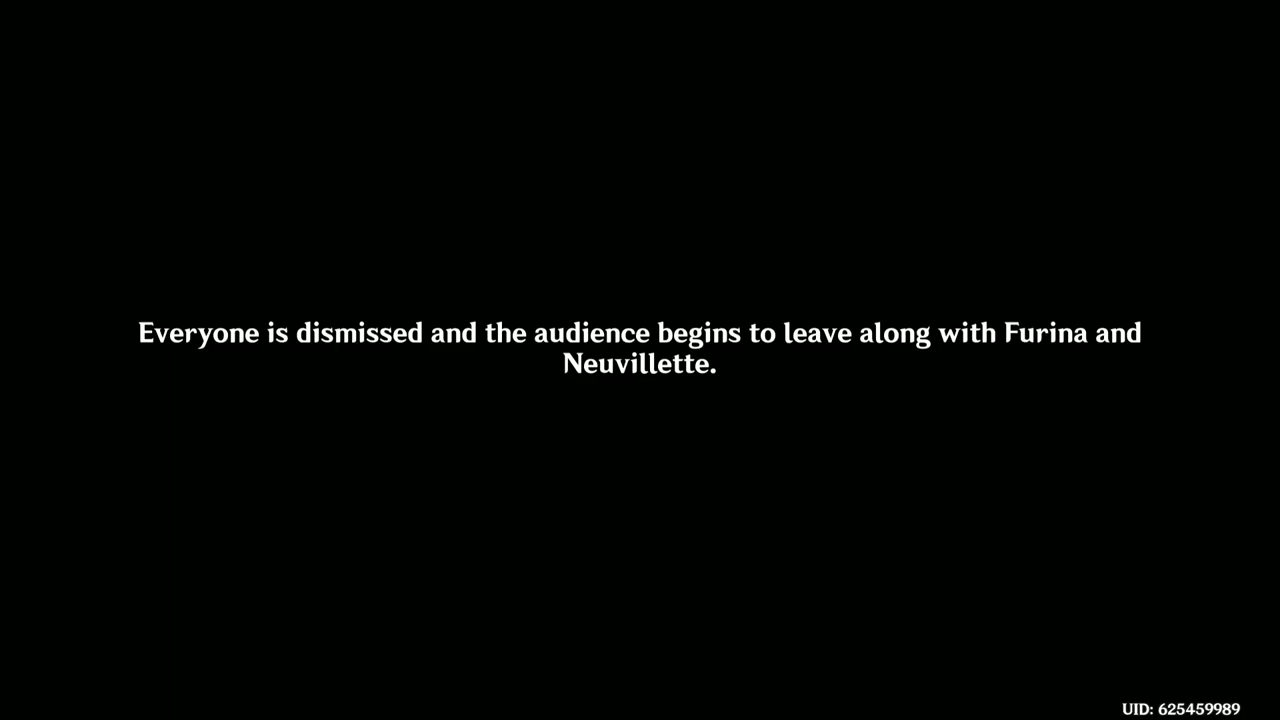 Everyone is dismissed and the audience begins to leave along with Furina and
Neuvillette.
UID: 625459989